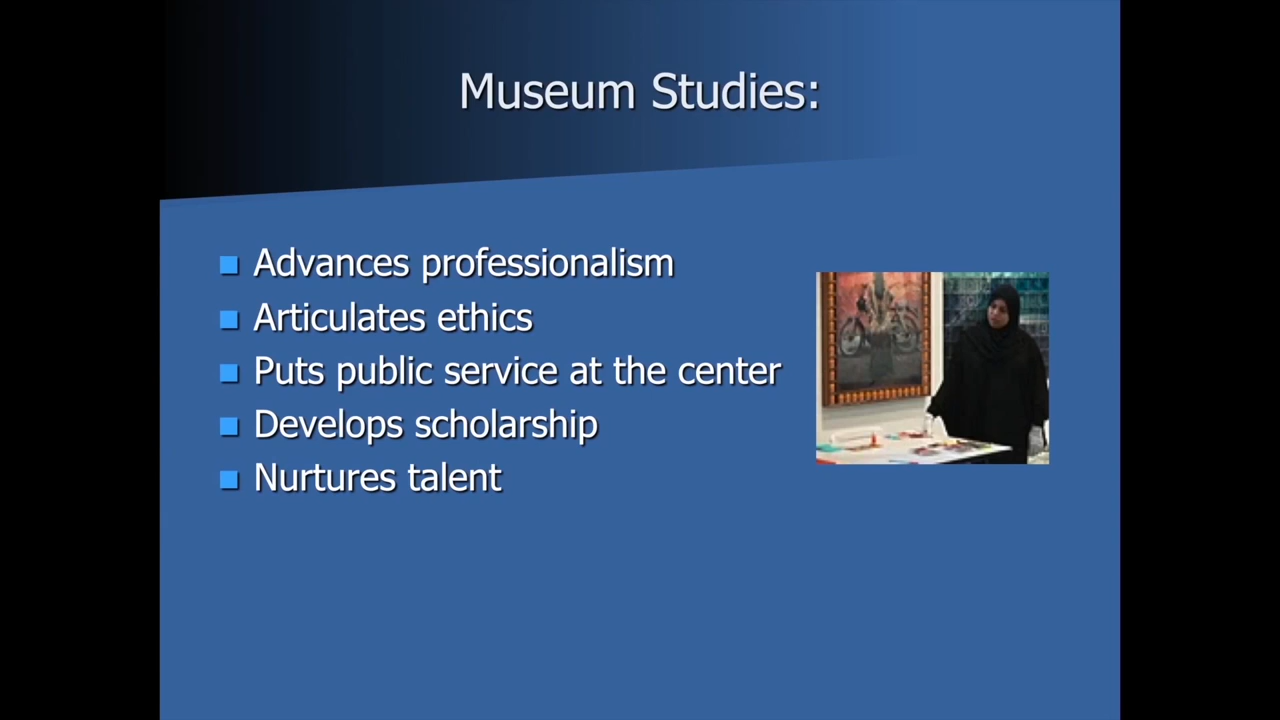 Museum Studies:
Advances professionalism
Articulates ethics
Puts public service at the center
Develops scholarship
Nurtures talent